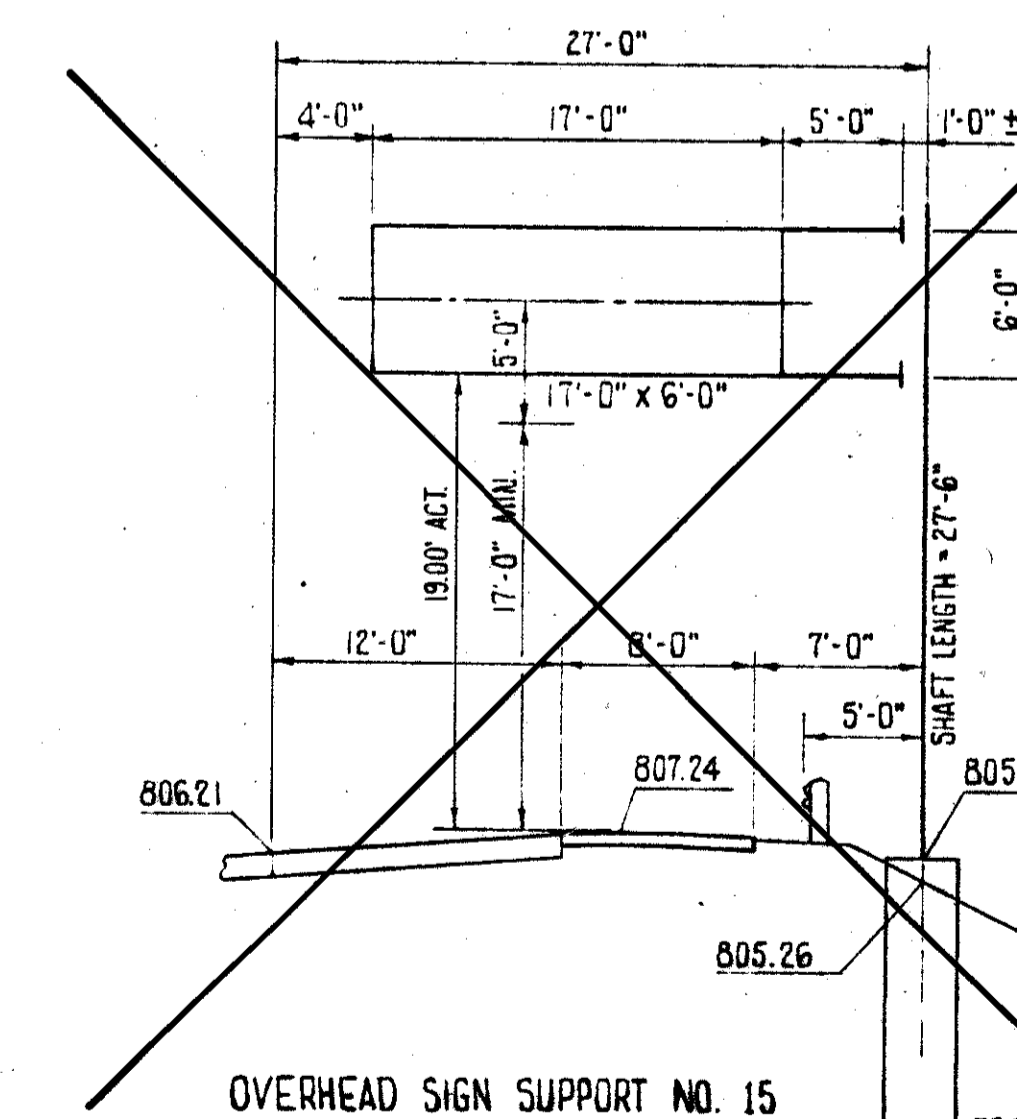 27'-0"
4'-0" 17'-0" 5'-0" 1'-0" ±
6'-0"
5'-0"
17'-0" x 6'-0"
19.00' ACT.
17'-0" MIN.
SHAFT LENGTH = 27'-6"
12'-0" 8'-0" 7'-0"
5'-0"
806.21 807.24 805
805.26
OVERHEAD SIGN SUPPORT NO. 15